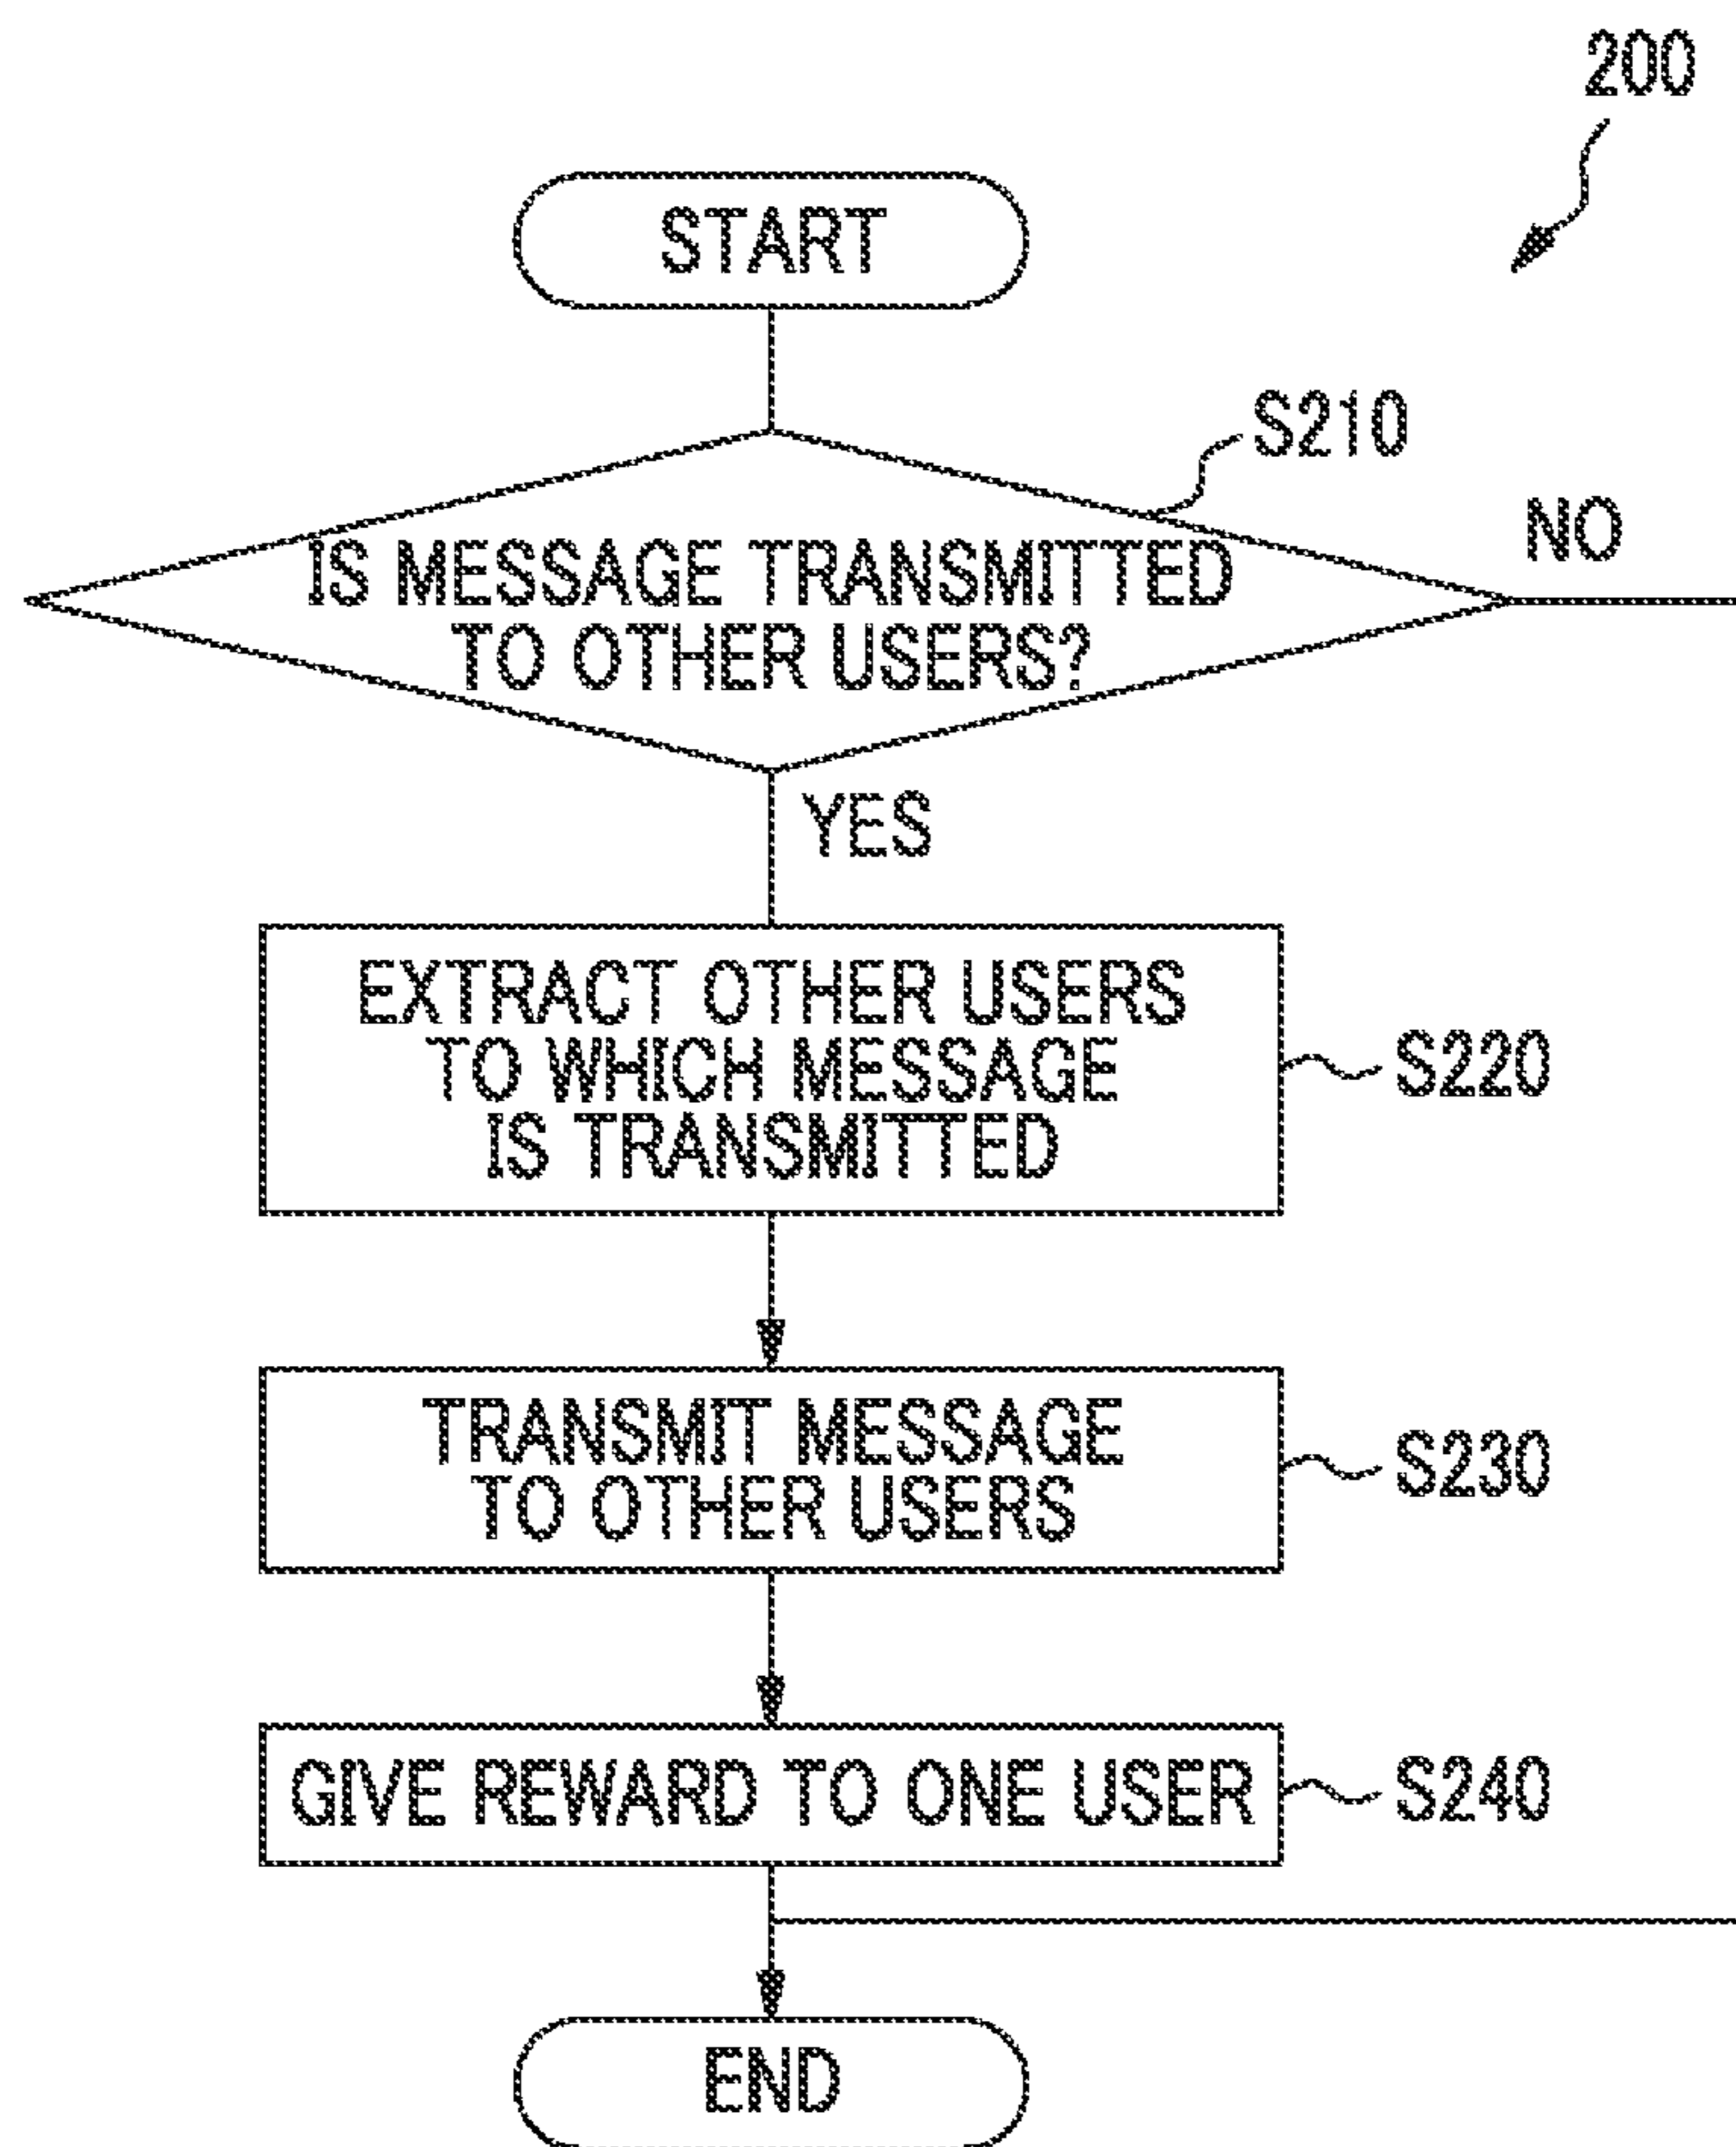 200
START
S210
NO
IS MESSAGE TRANSMITTED
TO OTHER USERS?
YES
EXTRACT OTHER USERS
TO WHICH MESSAGE
IS TRANSMITTED
S220
TRANSMIT MESSAGE
TO OTHER USERS
S230
GIVE REWARD TO ONE USER
S240
END